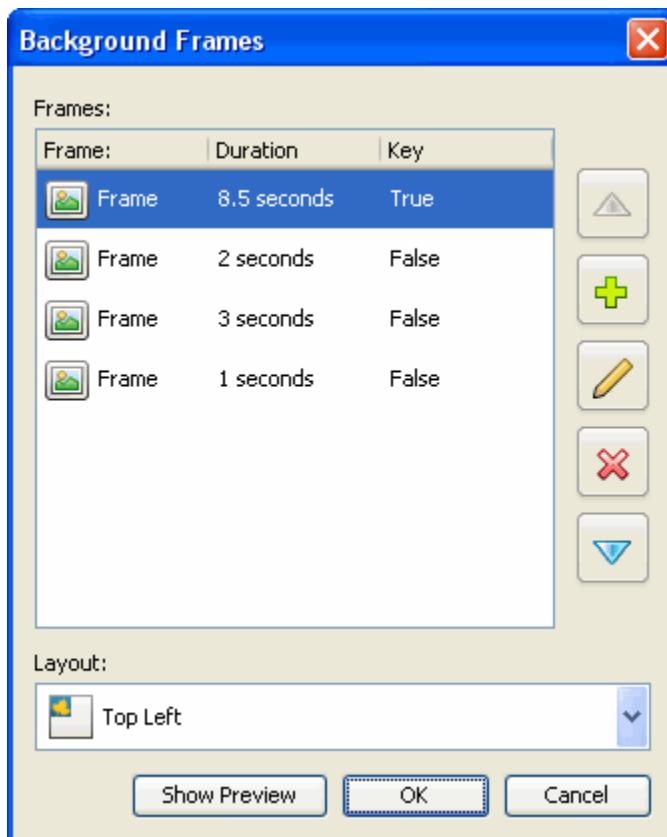 Background Frames
Frames:
Frame: Duration Key
Frame 8.5 seconds True
Frame 2 seconds False
Frame 3 seconds False
Frame 1 seconds False
Layout:
Top Left
Show Preview OK Cancel